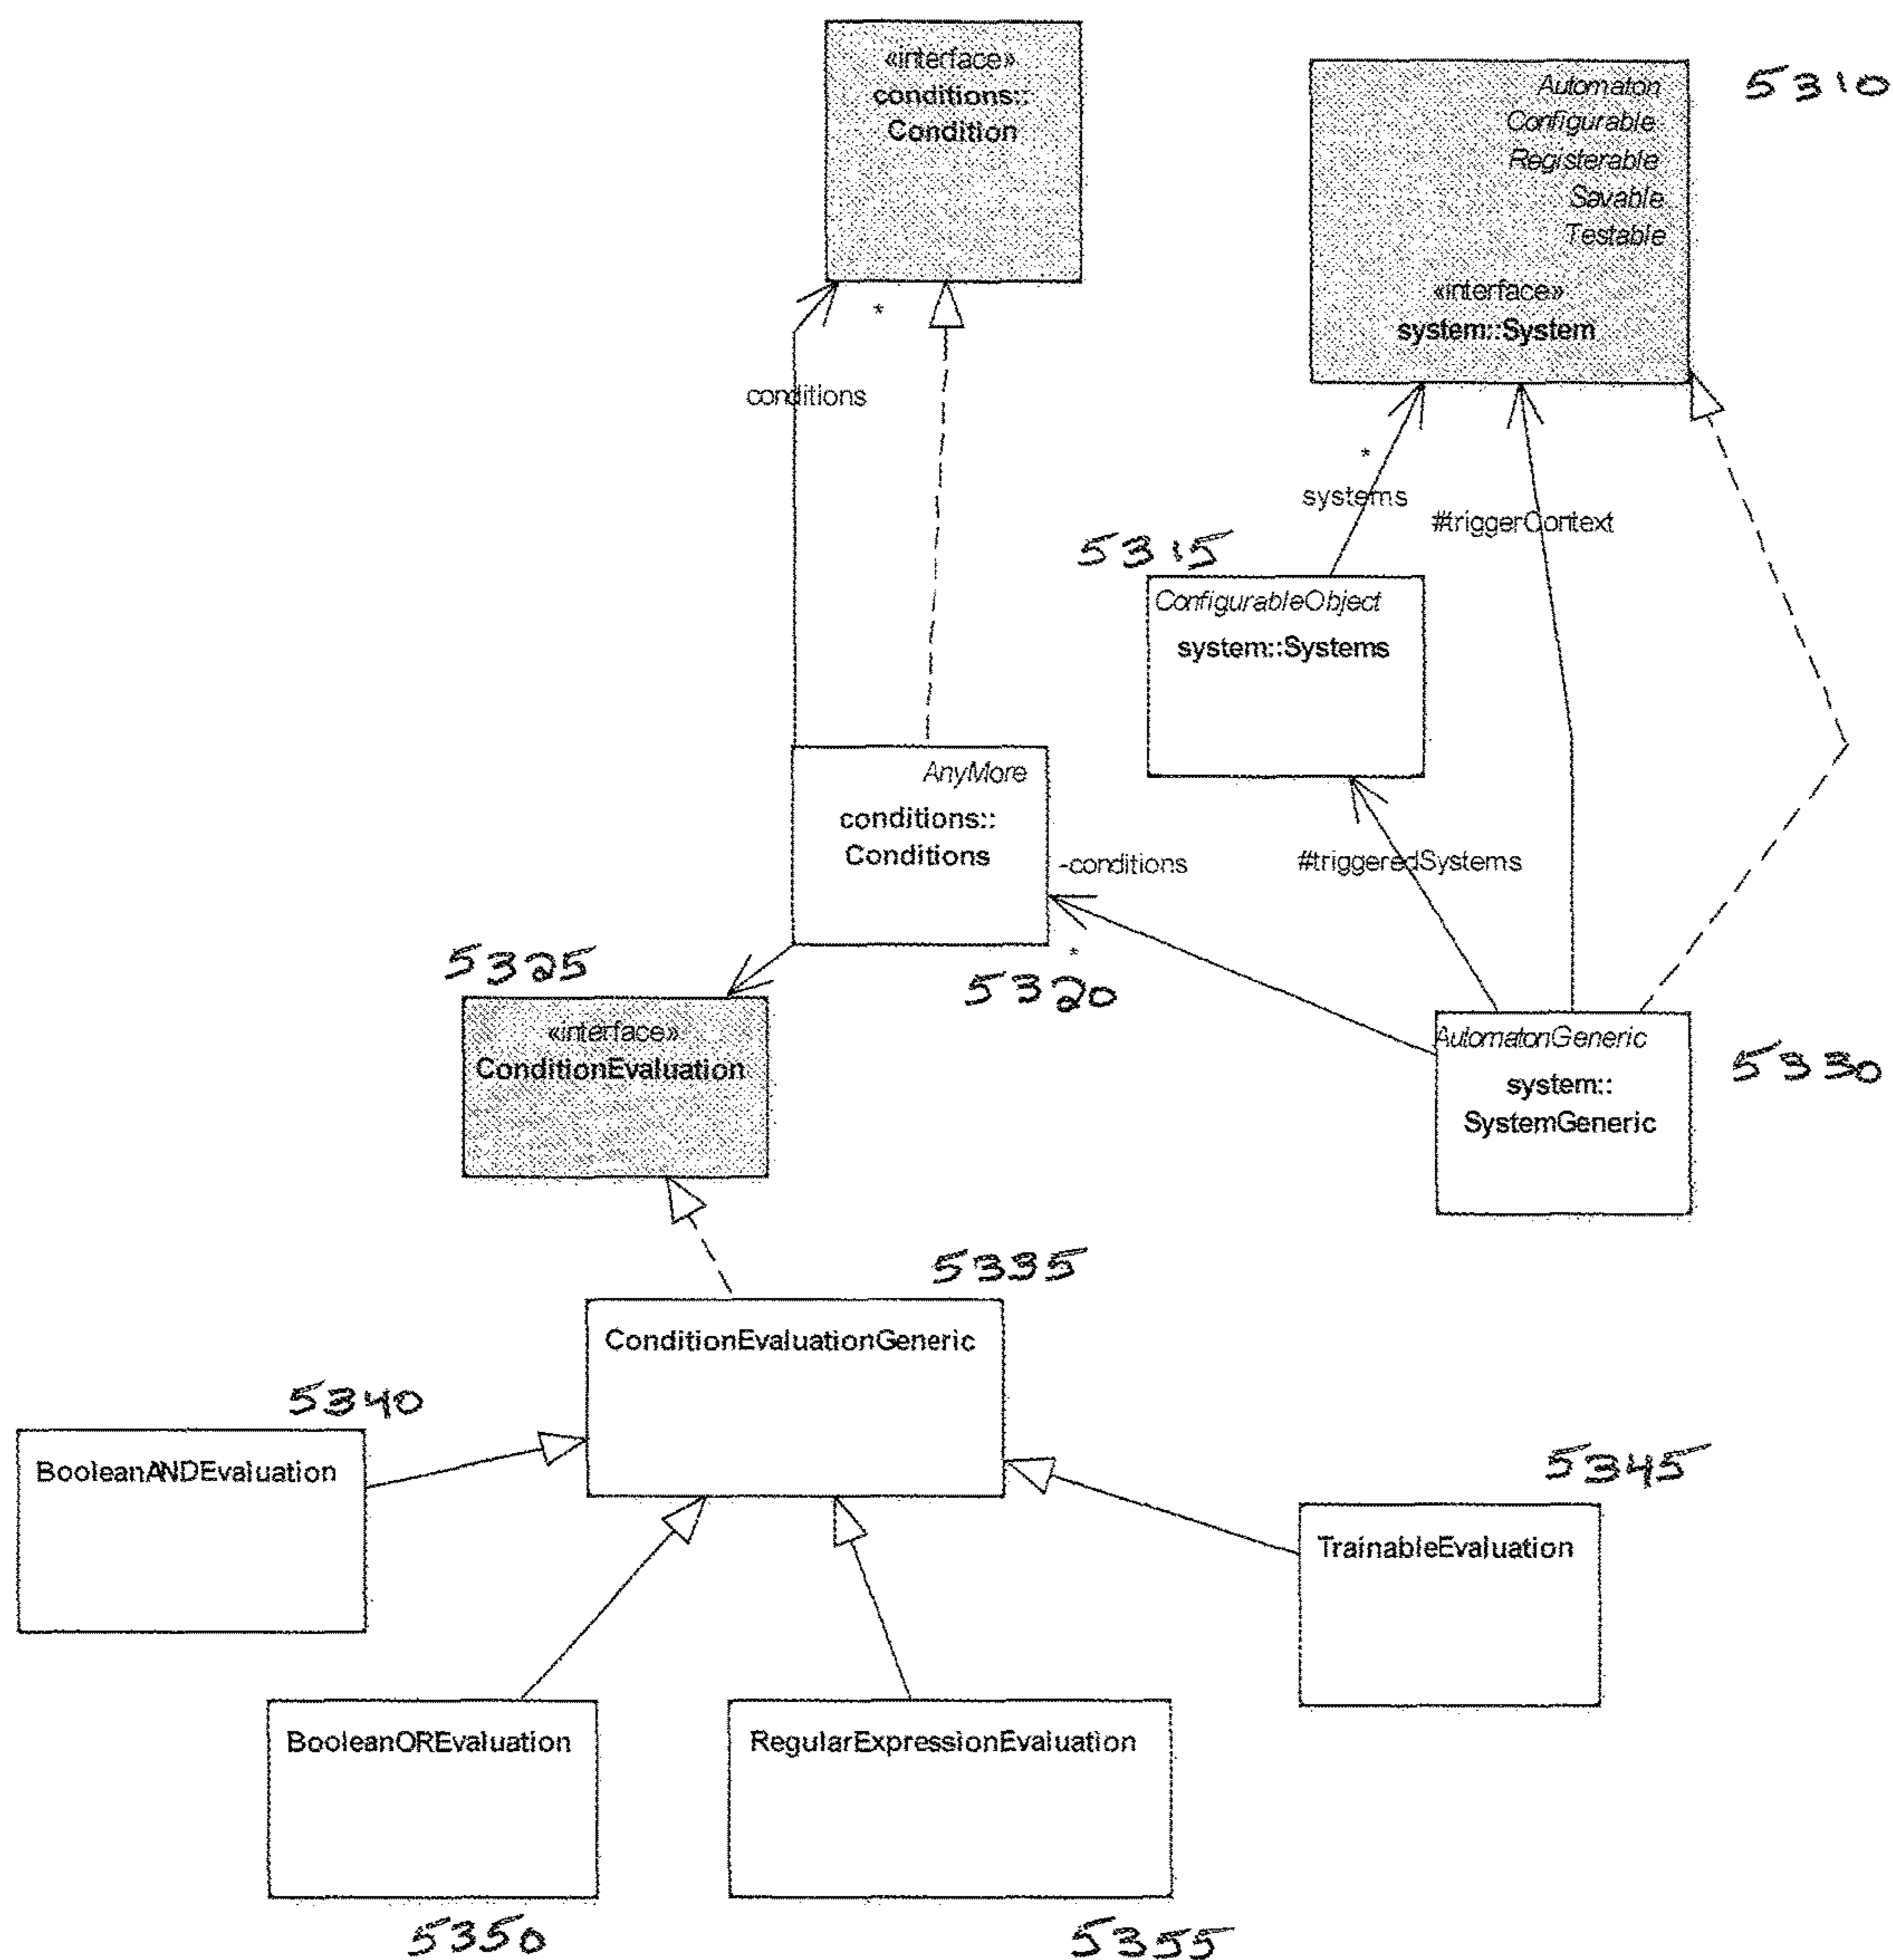 «interface»
conditions::
Condition
Automaton
Configurable
Registerable
Savable
Testable
«interface»
system::System
5310
*
conditions
*
systems
#triggerContext
5315
ConfigurableObject
system::Systems
AnyMore
conditions::
Conditions
-conditions
#triggeredSystems
*
5320
5325
«interface»
ConditionEvaluation
AutomatonGeneric
system::
SystemGeneric
5330
5335
ConditionEvaluationGeneric
5340
BooleanANDEvaluation
5345
TrainableEvaluation
BooleanOREvaluation
RegularExpressionEvaluation
5350
5355